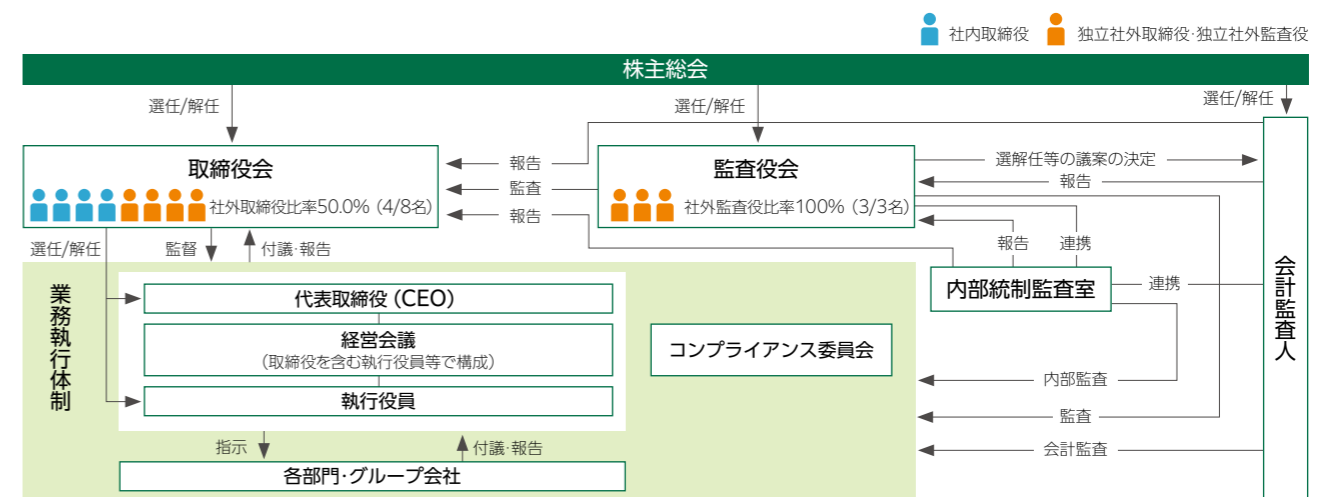 社内取締役
独立社外取締役・独立社外監査役
株主総会
選任/解任
選任/解任
選任/解任
取締役会
社外取締役比率50.0%（4/8名）
報告
監査
報告
監査役会
社外監査役比率100%（3/3名）
選解任等の議案の決定
報告
選任/解任
監督
付議・報告
報告
連携
内部統制監査室
連携
会計監査人
業務執行体制
代表取締役（CEO）
経営会議
（取締役を含む執行役員等で構成）
執行役員
コンプライアンス委員会
内部監査
監査
会計監査
指示
付議・報告
各部門・グループ会社